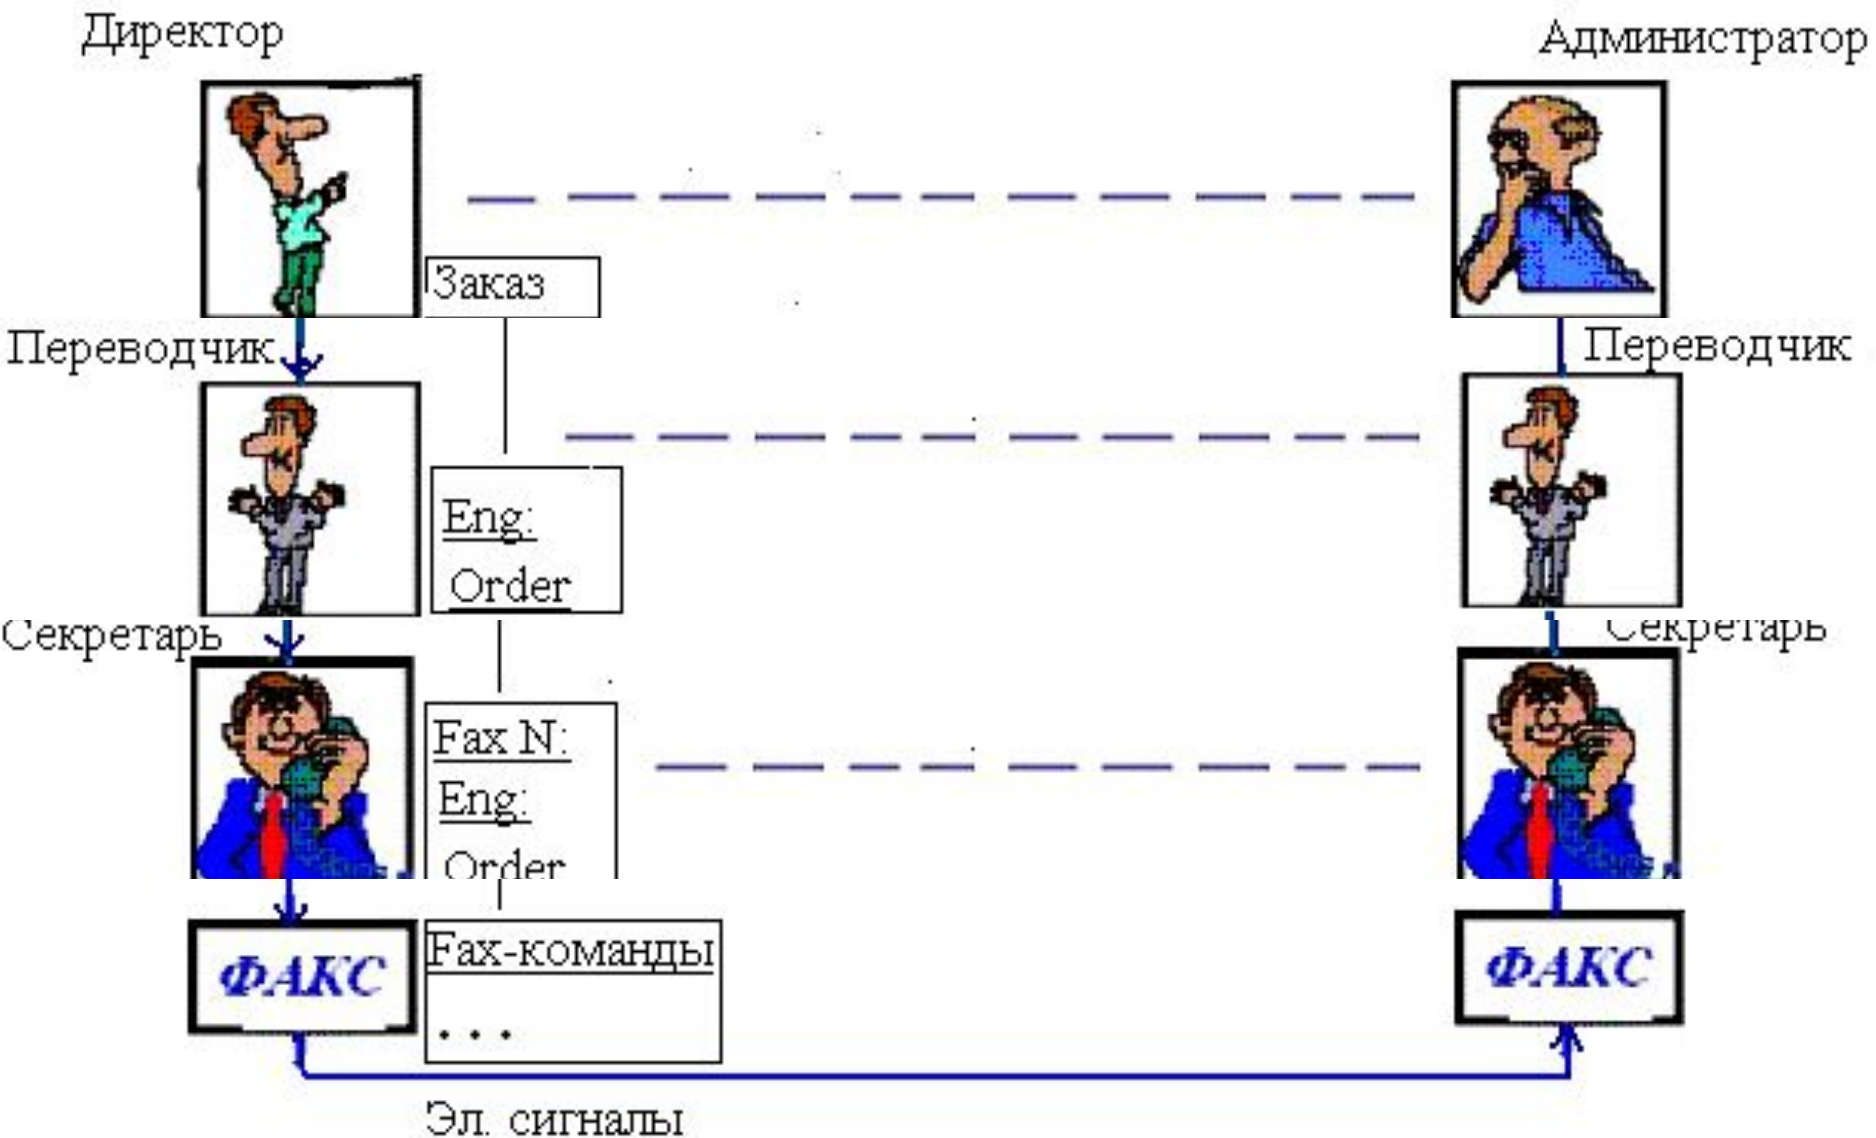 Директор
Администратор
Заказ
Переводчик
Переводчик
Eng:
Order
Секретарь
Секретарь
Fax N:
Eng:
Order
ФАКС
Fax-команды
. . .
ФАКС
Эл. сигналы